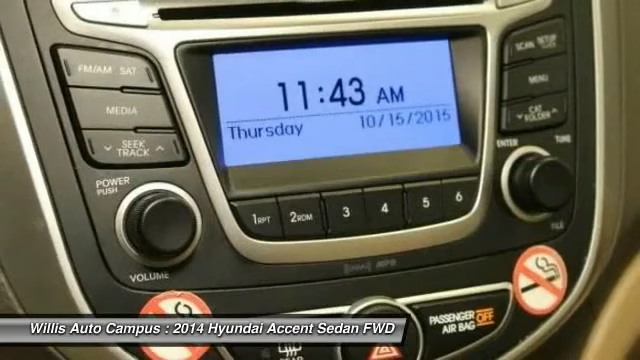 FM/AM SAT
SCAN SETUP
11:43 AM
MEDIA
MENU
Thursday 10/15/2015
SEEK
TRACK
CAT
FOLDER
ENTER TUNE
POWER
PUSH
1RPT 2RDM 3 4 5 6
VOLUME
FILE
PASSENGER OFF
AIR BAG
REAR
Willis Auto Campus : 2014 Hyundai Accent Sedan FWD